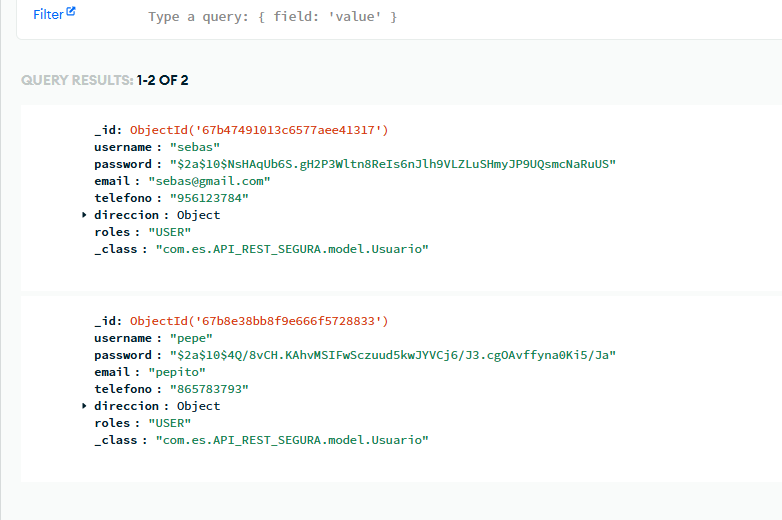 Filter
Type a query: { field: 'value' }
QUERY RESULTS: 1-2 OF 2
_id: ObjectId('67b47491013c6577aee41317')
username : "sebas"
password : "$2a$10$NsHAqUb6S.gH2P3Wltn8ReIs6nJlh9VLZLuSHmyJP9UQsmcNaRuUS"
email : "sebas@gmail.com"
telefono : "956123784"
direccion : Object
roles : "USER"
_class : "com.es.API_REST_SEGURA.model.Usuario"
_id: ObjectId('67b8e38bb8f9e666f5728833')
username : "pepe"
password : "$2a$10$4Q/8vCH.KAhvMSIFwSczuud5kwJYVCj6/J3.cgOAvffyna0Ki5/Ja"
email : "pepito"
telefono : "865783793"
direccion : Object
roles : "USER"
_class : "com.es.API_REST_SEGURA.model.Usuario"